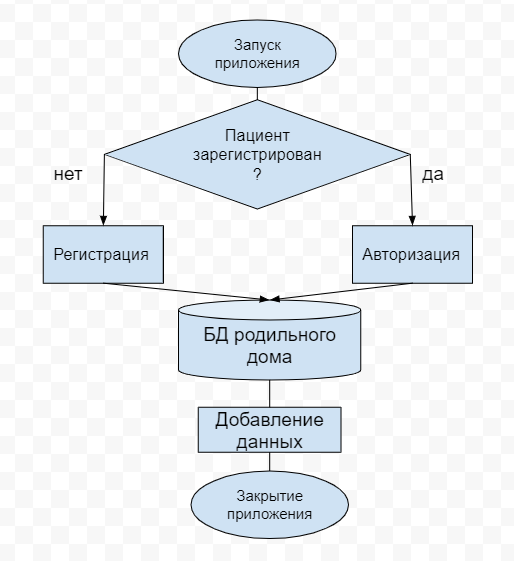 Запуск
приложения
Пациент
зарегистрирован
?
нет
да
Регистрация
Авторизация
БД родильного
дома
Добавление
данных
Закрытие
приложения